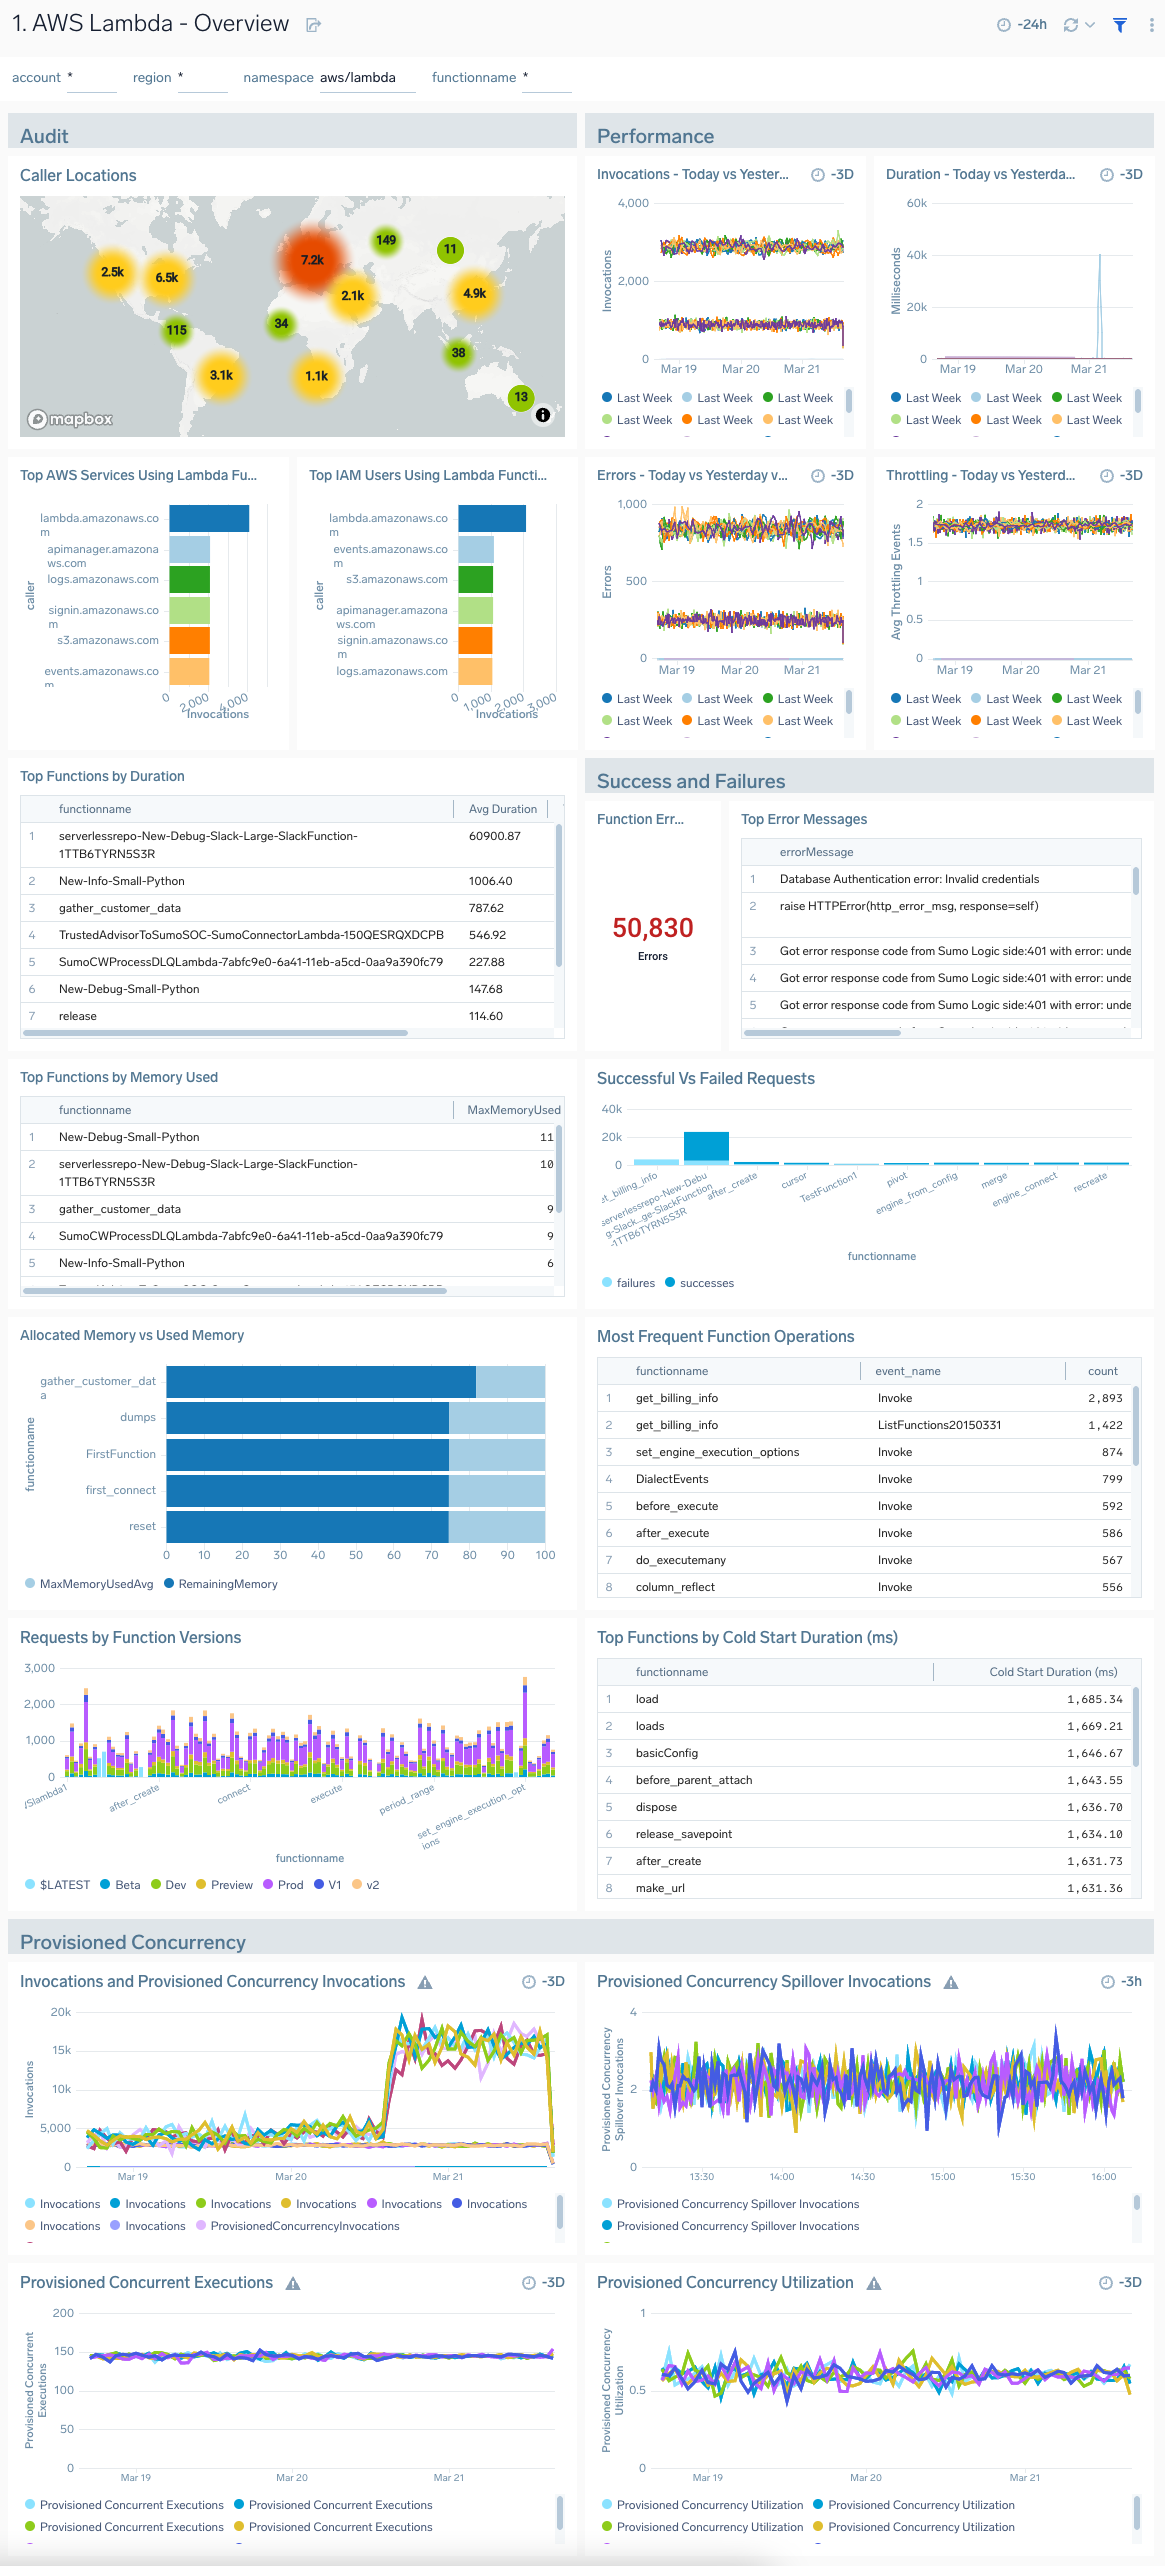 1. AWS Lambda - Overview
-24h
account *
region *
namespace aws/lambda
functionname *
Audit
Caller Locations
2.5k
6.5k
7.2k
149
11
2.1k
4.9k
115
34
38
3.1k
1.1k
13
mapbox
Top AWS Services Using Lambda Fu...
caller
lambda.amazonaws.co
m
apimanager.amazona
ws.com
logs.amazonaws.com
signin.amazonaws.co
m
s3.amazonaws.com
events.amazonaws.co
m
0
2,000
4,000
Invocations
Top IAM Users Using Lambda Functi...
caller
lambda.amazonaws.co
m
events.amazonaws.co
m
s3.amazonaws.com
apimanager.amazona
ws.com
signin.amazonaws.co
m
logs.amazonaws.com
0
1,000
2,000
3,000
Invocations
Performance
Invocations - Today vs Yester...
-3D
Invocations
4,000
2,000
0
Mar 19
Mar 20
Mar 21
Last Week Last Week Last Week
Last Week Last Week Last Week
Duration - Today vs Yesterda...
-3D
Milliseconds
60k
40k
20k
0
Mar 19
Mar 20
Mar 21
Last Week Last Week Last Week
Last Week Last Week Last Week
Errors - Today vs Yesterday v...
-3D
Errors
1,000
500
0
Mar 19
Mar 20
Mar 21
Last Week Last Week Last Week
Last Week Last Week Last Week
Throttling - Today vs Yesterd...
-3D
Avg Throttling Events
2
1.5
1
0.5
0
Mar 19
Mar 20
Mar 21
Last Week Last Week Last Week
Last Week Last Week Last Week
Top Functions by Duration
functionname Avg Duration
1 serverlessrepo-New-Debug-Slack-Large-SlackFunction- 60900.87
1TTB6TYRN5S3R
2 New-Info-Small-Python 1006.40
3 gather_customer_data 787.62
4 TrustedAdvisorToSumoSOC-SumoConnectorLambda-150QESRQXDCPB 546.92
5 SumoCWProcessDLQLambda-7abfc9e0-6a41-11eb-a5cd-0aa9a390fc79 227.88
6 New-Debug-Small-Python 147.68
7 release 114.60
Success and Failures
Function Err...
50,830
Errors
Top Error Messages
errorMessage
1 Database Authentication error: Invalid credentials
2 raise HTTPError(http_error_msg, response=self)
3 Got error response code from Sumo Logic side:401 with error: unde
4 Got error response code from Sumo Logic side:401 with error: unde
5 Got error response code from Sumo Logic side:401 with error: unde
Top Functions by Memory Used
functionname MaxMemoryUsed
1 New-Debug-Small-Python 11
2 serverlessrepo-New-Debug-Slack-Large-SlackFunction- 10
1TTB6TYRN5S3R
3 gather_customer_data 9
4 SumoCWProcessDLQLambda-7abfc9e0-6a41-11eb-a5cd-0aa9a390fc79 9
5 New-Info-Small-Python 6
Successful Vs Failed Requests
40k
20k
0
et_billing_info
serverlessrepo-New-Debu
g-Slack...ge-SlackFunction
-1TTB6TYRN5S3R
after_create
cursor
TestFunction1
pivot
engine_from_config
merge
engine_connect
recreate
functionname
failures successes
Allocated Memory vs Used Memory
functionname
gather_customer_dat
a
dumps
FirstFunction
first_connect
reset
0 10 20 30 40 50 60 70 80 90 100
MaxMemoryUsedAvg RemainingMemory
Most Frequent Function Operations
functionname event_name count
1 get_billing_info Invoke 2,893
2 get_billing_info ListFunctions20150331 1,422
3 set_engine_execution_options Invoke 874
4 DialectEvents Invoke 799
5 before_execute Invoke 592
6 after_execute Invoke 586
7 do_executemany Invoke 567
8 column_reflect Invoke 556
Requests by Function Versions
3,000
2,000
1,000
0
/Slambda1
after_create
connect
execute
period_range
set_engine_execution_opt
ions
functionname
$LATEST Beta Dev Preview Prod V1 v2
Top Functions by Cold Start Duration (ms)
functionname Cold Start Duration (ms)
1 load 1,685.34
2 loads 1,669.21
3 basicConfig 1,646.67
4 before_parent_attach 1,643.55
5 dispose 1,636.70
6 release_savepoint 1,634.10
7 after_create 1,631.73
8 make_url 1,631.36
Provisioned Concurrency
Invocations and Provisioned Concurrency Invocations
-3D
Invocations
20k
15k
10k
5,000
0
Mar 19
Mar 20
Mar 21
Invocations Invocations Invocations Invocations Invocations Invocations
Invocations Invocations ProvisionedConcurrencyInvocations
Provisioned Concurrency Spillover Invocations
-3h
Provisioned Concurrency
Spillover Invocations
4
2
0
13:30
14:00
14:30
15:00
15:30
16:00
Provisioned Concurrency Spillover Invocations
Provisioned Concurrency Spillover Invocations
Provisioned Concurrent Executions
-3D
Provisioned Concurrent
Executions
200
150
100
50
0
Mar 19
Mar 20
Mar 21
Provisioned Concurrent Executions Provisioned Concurrent Executions
Provisioned Concurrent Executions Provisioned Concurrent Executions
Provisioned Concurrency Utilization
-3D
Provisioned Concurrency
Utilization
1
0.5
0
Mar 19
Mar 20
Mar 21
Provisioned Concurrency Utilization Provisioned Concurrency Utilization
Provisioned Concurrency Utilization Provisioned Concurrency Utilization